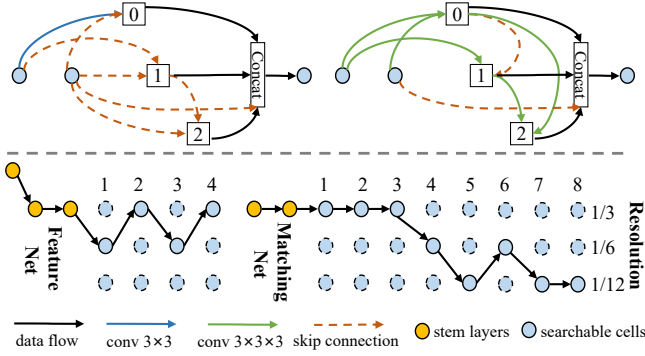 0
1
2
Concat
0
1
2
Concat
1 2 3 4
1 2 3 4 5 6 7 8
1/3
1/6
1/12
Feature
Net
Matching
Net
Resolution
data flow
conv 3×3
conv 3×3×3
skip connection
stem layers
searchable cells